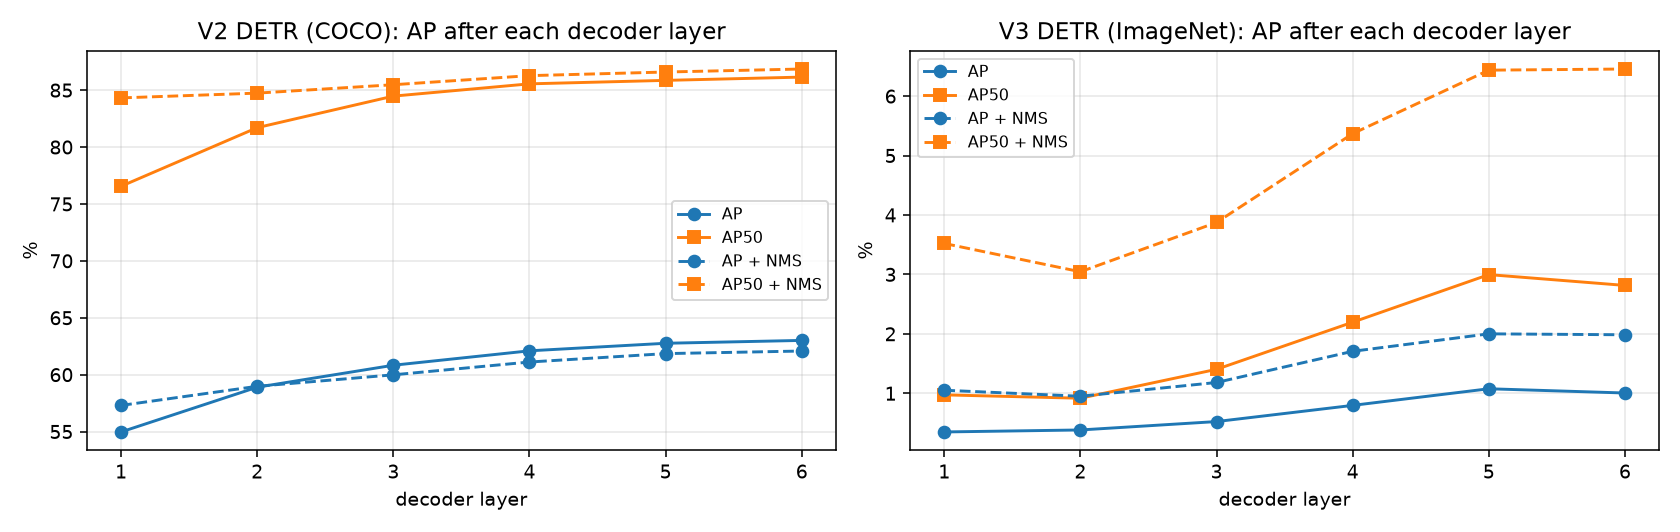 V2 DETR (COCO): AP after each decoder layer
85
80
75
70
65
60
55
%
AP
AP50
AP + NMS
AP50 + NMS
1 2 3 4 5 6
decoder layer
V3 DETR (ImageNet): AP after each decoder layer
AP
AP50
AP + NMS
AP50 + NMS
6
5
4
3
2
1
%
1 2 3 4 5 6
decoder layer